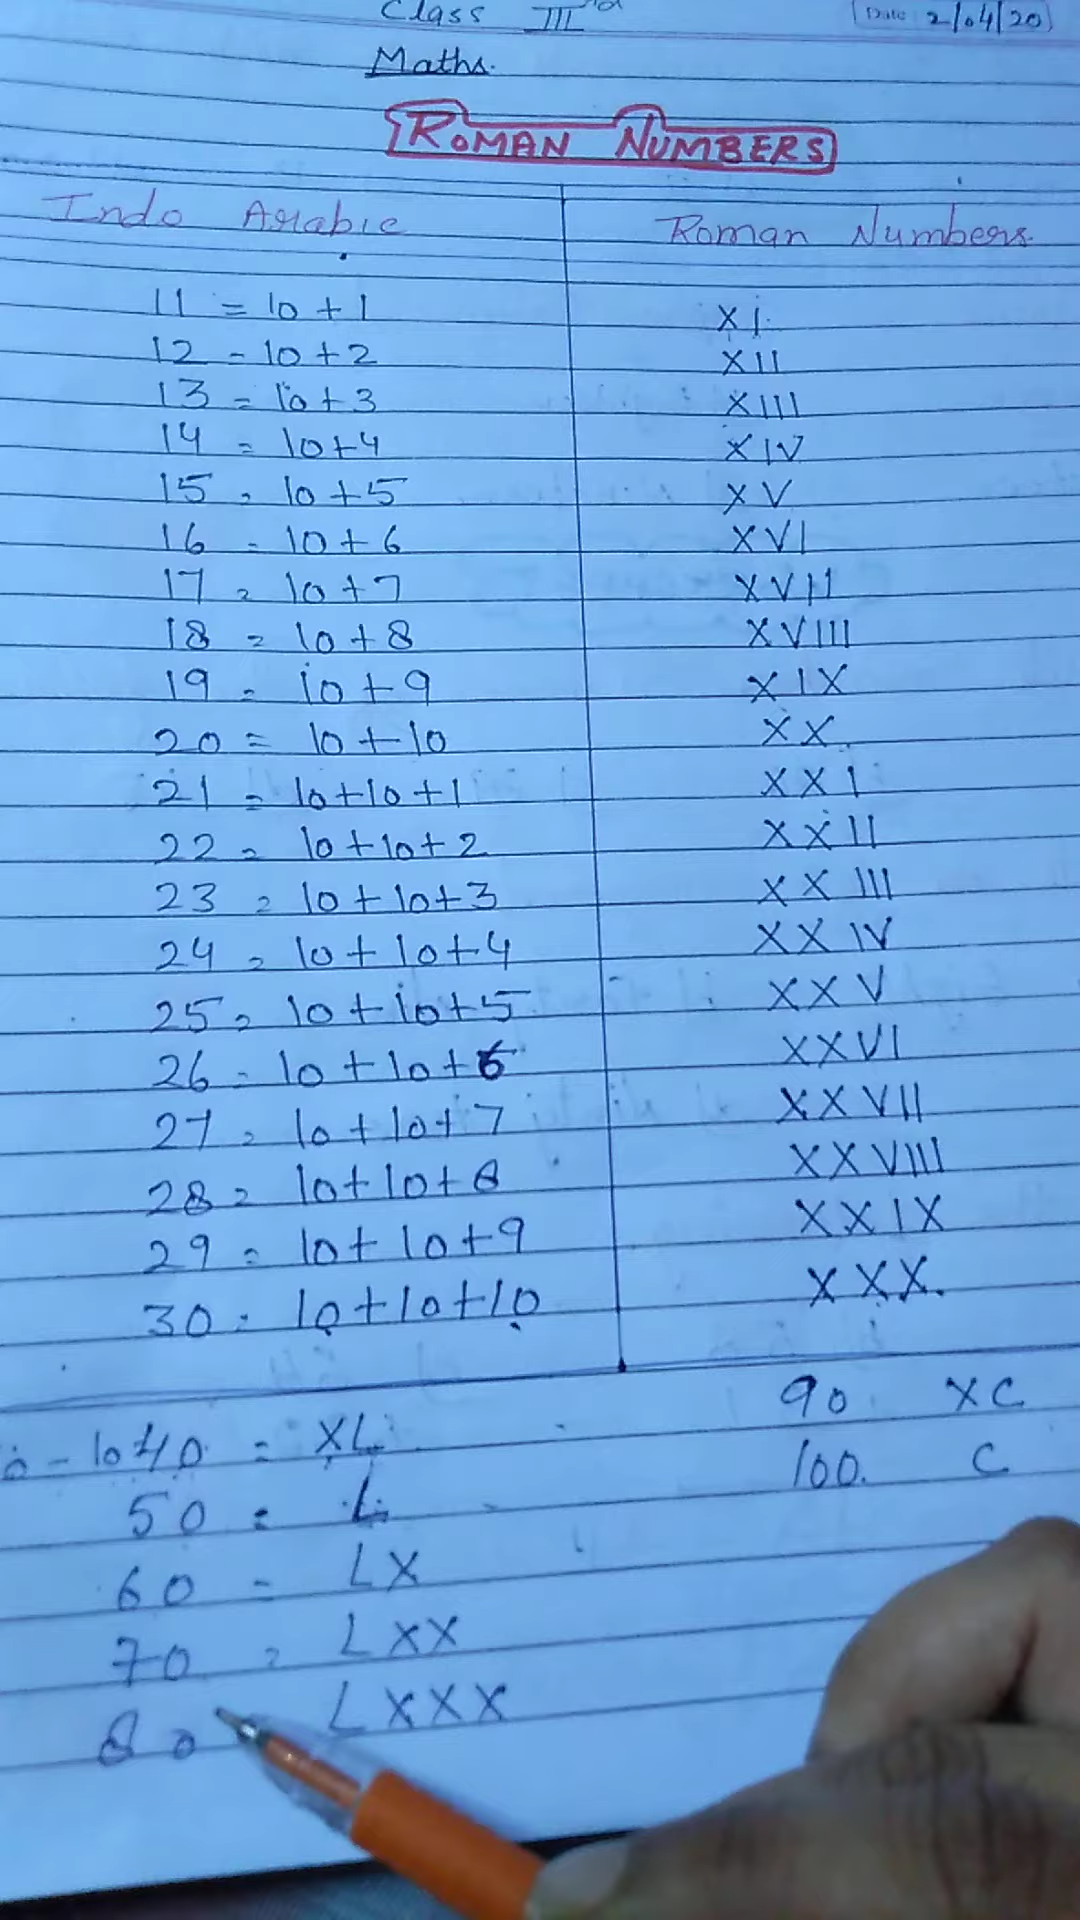 Class IIIrd Date: 2/04/20
Maths.
ROMAN NUMBERS
Indo Arabic Roman Numbers.
11 = 10 + 1 XI
12 = 10 + 2 XII
13 = 10 + 3 XIII
14 = 10 + 4 XIV
15 = 10 + 5 XV
16 = 10 + 6 XVI
17 = 10 + 7 XVII
18 = 10 + 8 XVIII
19 = 10 + 9 XIX
20 = 10 + 10 XX
21 = 10 + 10 + 1 XXI
22 = 10 + 10 + 2 XXII
23 = 10 + 10 + 3 XXIII
24 = 10 + 10 + 4 XXIV
25 = 10 + 10 + 5 XXV
26 = 10 + 10 + 6 XXVI
27 = 10 + 10 + 7 XXVII
28 = 10 + 10 + 8 XXVIII
29 = 10 + 10 + 9 XXIX
30 = 10 + 10 + 10 XXX.
90 XC
- 10 40 = XL
100. C
50 = L
60 = LX
70 = LXX
80 LXXX